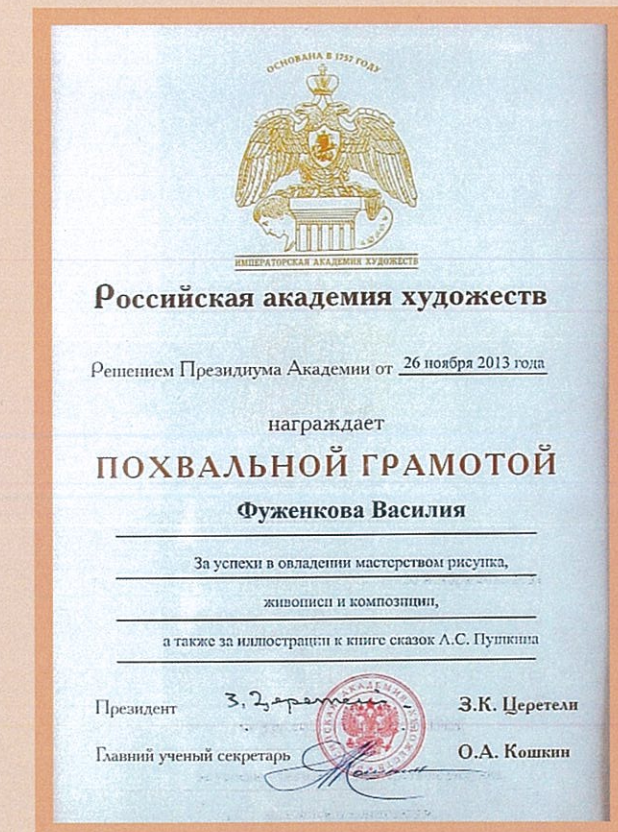 ОСНОВАНА В 1757 ГОДУ
ИМПЕРАТОРСКАЯ АКАДЕМИЯ ХУДОЖЕСТВ
Российская академия художеств
Решением Президиума Академии от 26 ноября 2013 года
награждает
ПОХВАЛЬНОЙ ГРАМОТОЙ
Фуженкова Василия
За успехи в овладении мастерством рисунка,
живописи и композиции,
а также за иллюстрации к книге сказок А.С. Пушкина
Президент З. Церетели З.К. Церетели
Главний ученый секретарь О.А. Кошкин